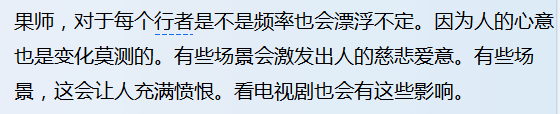 果师，对于每个行者是不是频率也会漂浮不定。因为人的心意
也是变化莫测的。有些场景会激发出人的慈悲爱意。有些场
景，这会让人充满愤恨。看电视剧也会有这些影响。